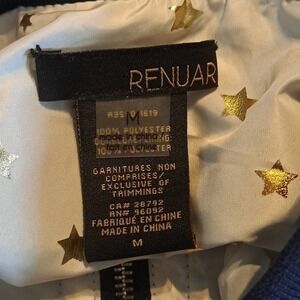 RENUAR
M
100% POLYESTER
100% POLYESTER
GARNITURES NON
COMPRISES/
EXCLUSIVE OF
TRIMMINGS
CA# 28792
RN# 96092
FABRIQUÉ EN CHINE
MADE IN CHINA
M